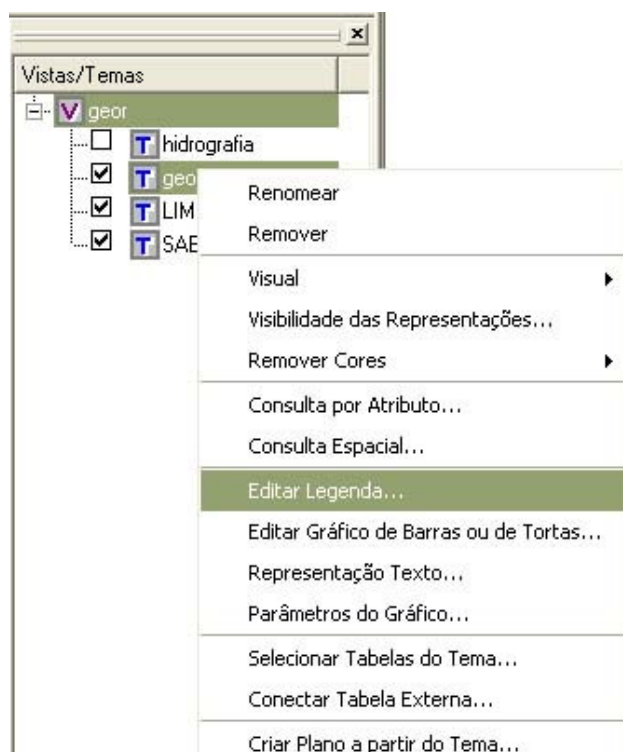 Vistas/Temas
V geor
T hidrografia
T geo
T LIM
T SAE
Renomear
Remover
Visual
Visibilidade das Representações...
Remover Cores
Consulta por Atributo...
Consulta Espacial...
Editar Legenda...
Editar Gráfico de Barras ou de Tortas...
Representação Texto...
Parâmetros do Gráfico...
Selecionar Tabelas do Tema...
Conectar Tabela Externa...
Criar Plano a partir do Tema...